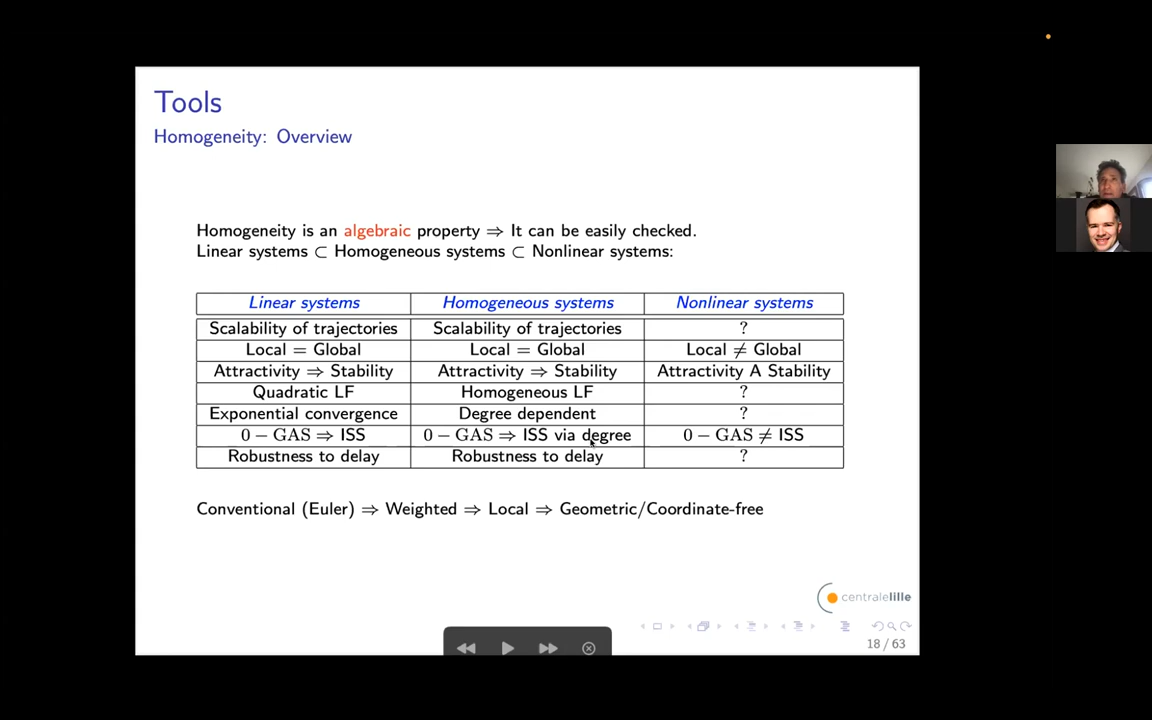 Tools
Homogeneity: Overview
Homogeneity is an algebraic property ⇒ It can be easily checked.
Linear systems ⊂ Homogeneous systems ⊂ Nonlinear systems:
Linear systems Homogeneous systems Nonlinear systems
Scalability of trajectories Scalability of trajectories ?
Local = Global Local = Global Local ≠ Global
Attractivity ⇒ Stability Attractivity ⇒ Stability Attractivity A Stability
Quadratic LF Homogeneous LF ?
Exponential convergence Degree dependent ?
0 − GAS ⇒ ISS 0 − GAS ⇒ ISS via degree 0 − GAS ≠ ISS
Robustness to delay Robustness to delay ?
Conventional (Euler) ⇒ Weighted ⇒ Local ⇒ Geometric/Coordinate-free
centralelille
18 / 63